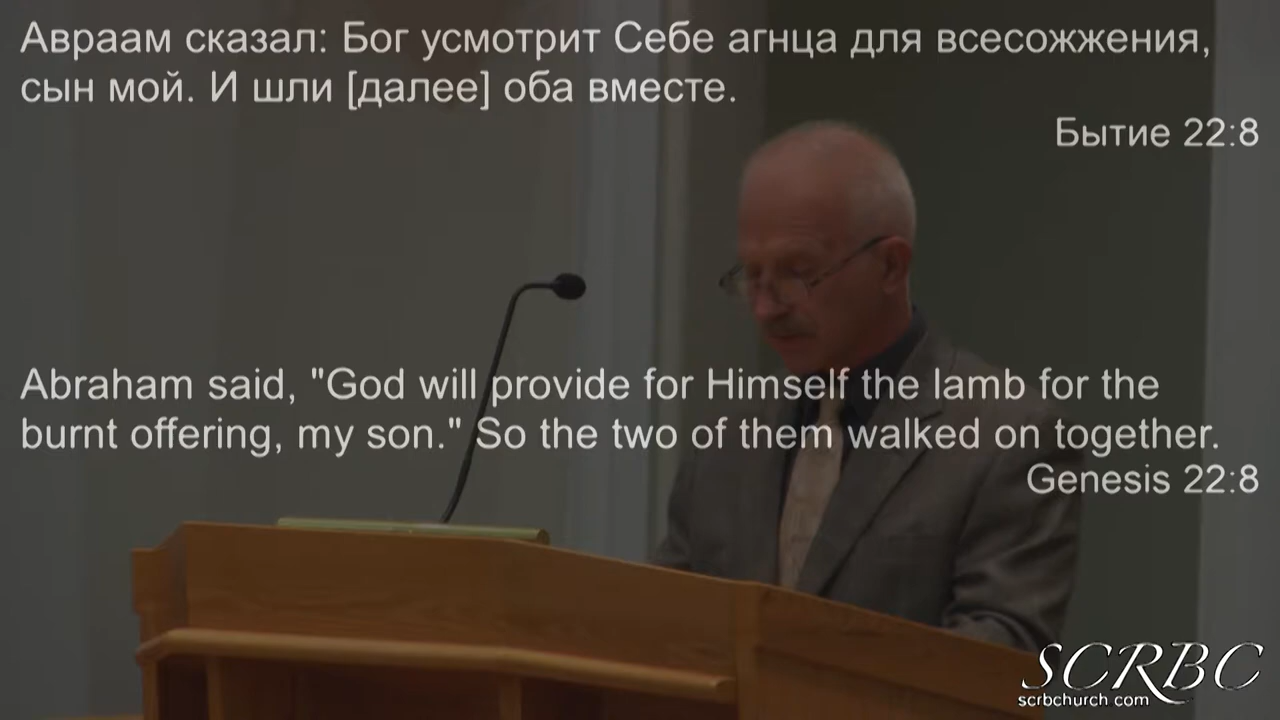 Авраам сказал: Бог усмотрит Себе агнца для всесожжения,
сын мой. И шли [далее] оба вместе.
Бытие 22:8
Abraham said, "God will provide for Himself the lamb for the
burnt offering, my son." So the two of them walked on together.
Genesis 22:8
SCRBC
scrbchurch com